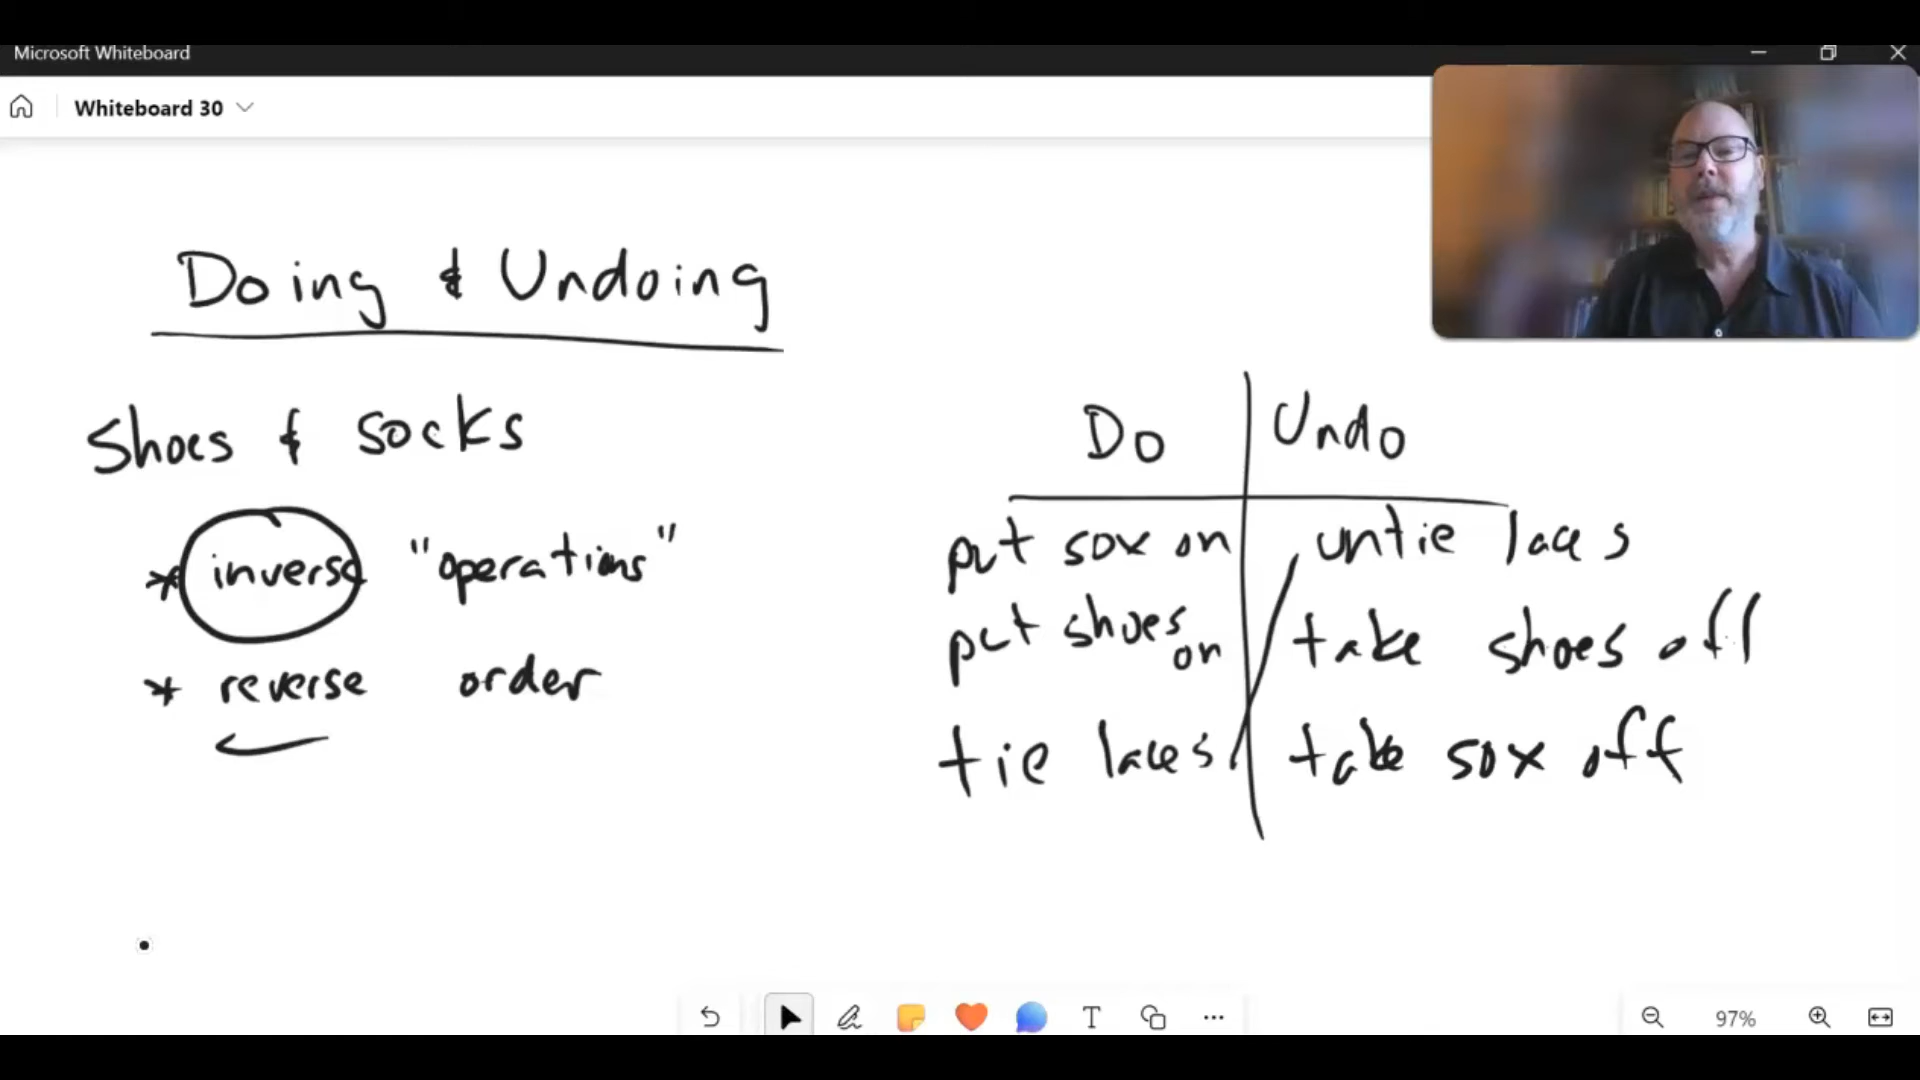 Microsoft Whiteboard
Whiteboard 30
Doing & Undoing
Shoes & socks
* inverse "operations"
* reverse order
Do Undo
put sox on untie laces
put shoes on take shoes off
tie laces take sox off
T
97%